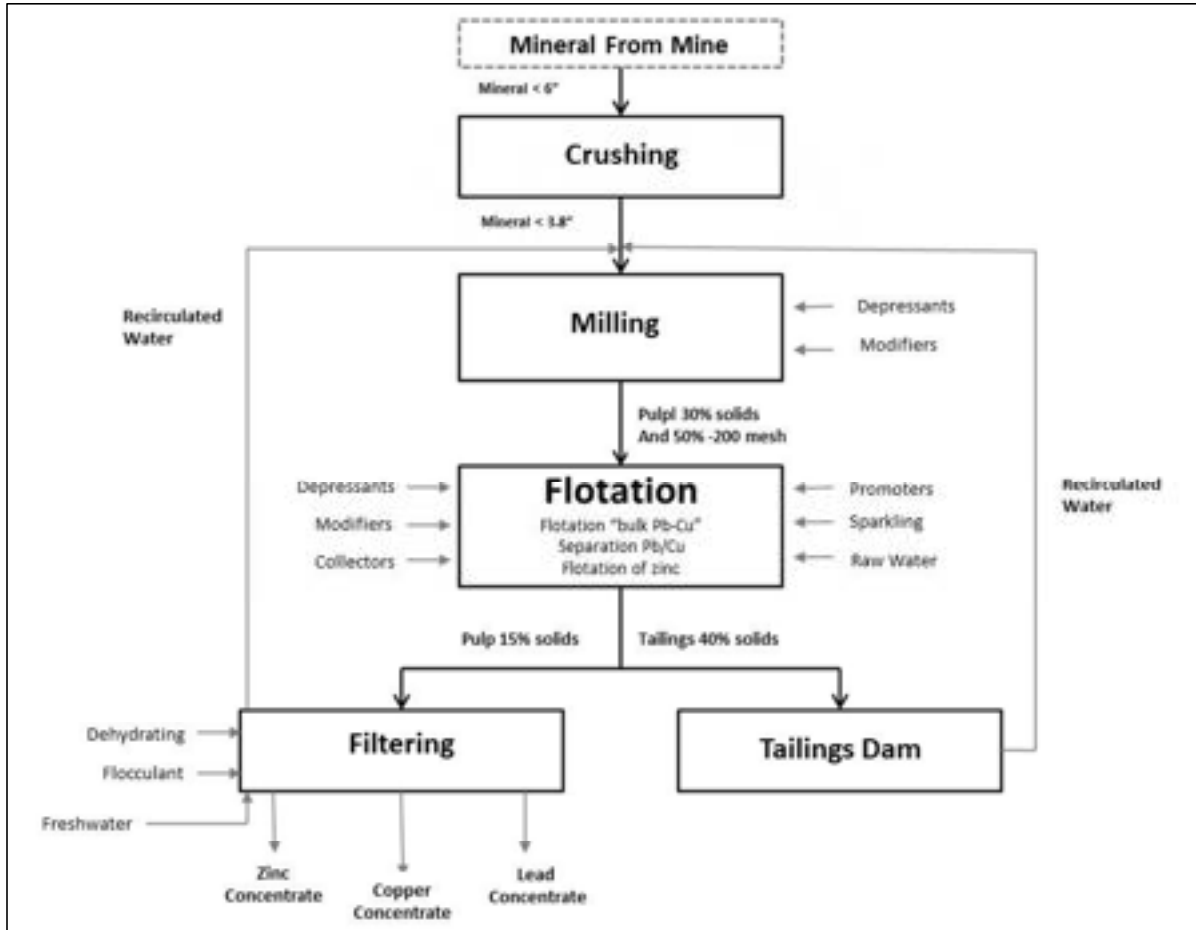 Mineral From Mine
Mineral < 6"
Crushing
Mineral < 3.8"
Recirculated
Water
Milling
Depressants
Modifiers
Pulpl 30% solids
And 50% -200 mesh
Flotation
Flotation "bulk Pb-Cu"
Separation Pb/Cu
Flotation of zinc
Depressants
Modifiers
Collectors
Promoters
Sparkling
Raw Water
Recirculated
Water
Pulp 15% solids
Tailings 40% solids
Filtering
Tailings Dam
Dehydrating
Flocculant
Freshwater
Zinc
Concentrate
Copper
Concentrate
Lead
Concentrate